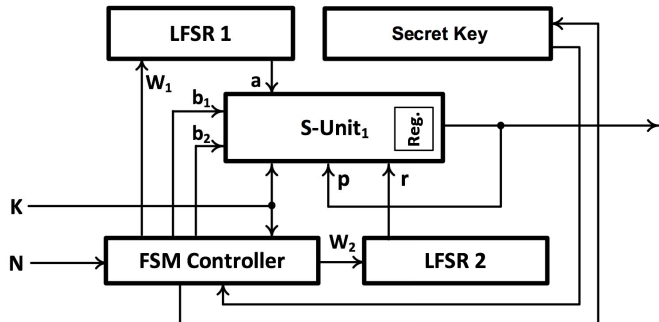 LFSR 1
Secret Key
W₁
a
b₁
S-Unit₁
Reg.
b₂
p
r
K
W₂
N
FSM Controller
LFSR 2